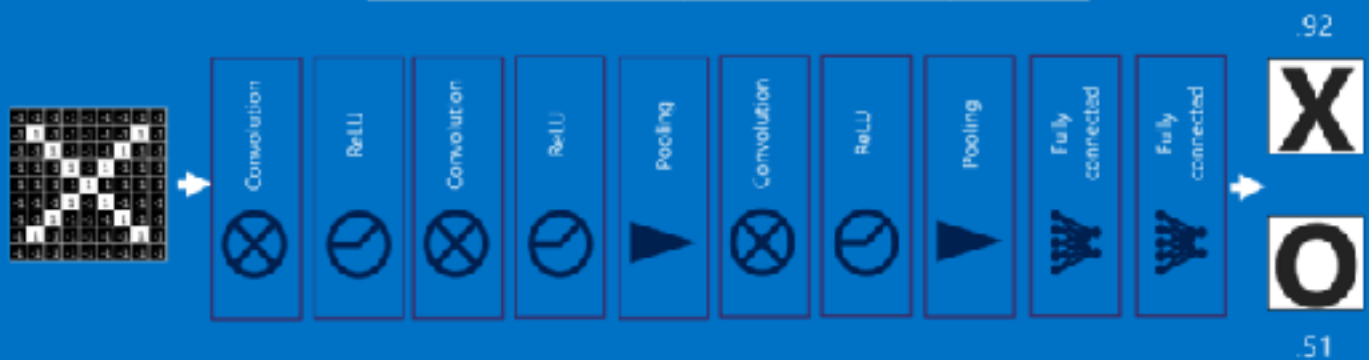 Convolution
ReLU
Convolution
ReLU
Pooling
Convolution
ReLU
Pooling
Fully
connected
Fully
connected
.92
X
O
.51